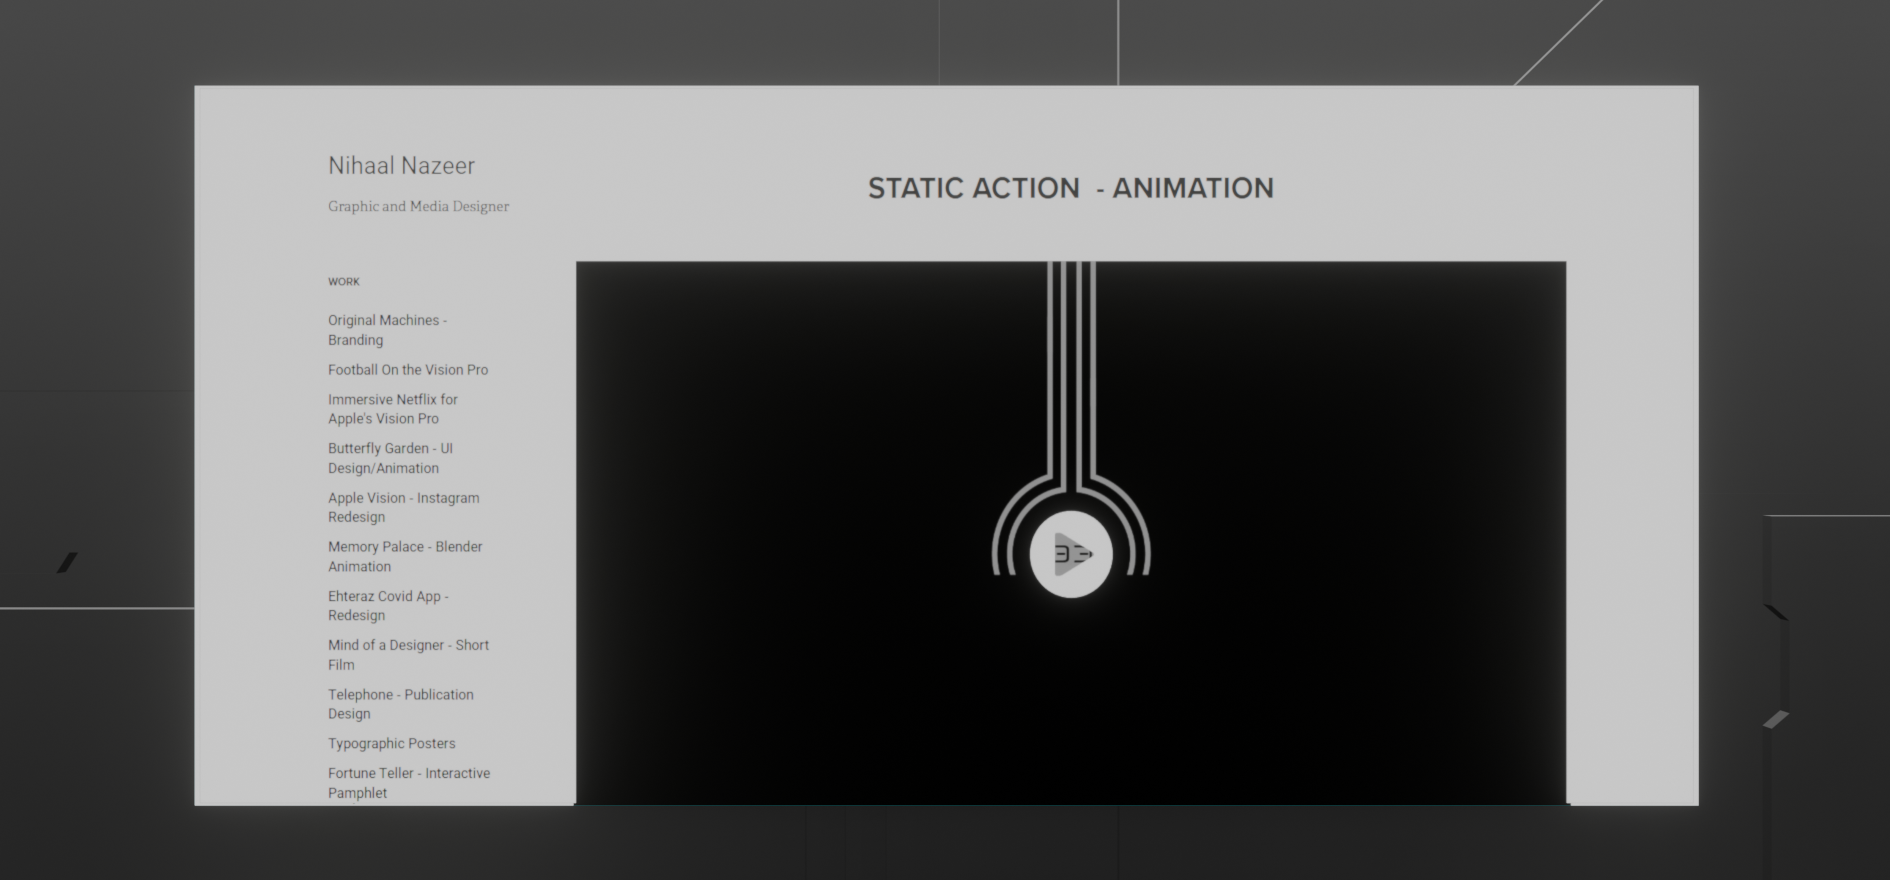 Nihaal Nazeer
Graphic and Media Designer
STATIC ACTION - ANIMATION
WORK
Original Machines -
Branding
Football On the Vision Pro
Immersive Netflix for
Apple's Vision Pro
Butterfly Garden - UI
Design/Animation
Apple Vision - Instagram
Redesign
Memory Palace - Blender
Animation
Ehteraz Covid App -
Redesign
Mind of a Designer - Short
Film
Telephone - Publication
Design
Typographic Posters
Fortune Teller - Interactive
Pamphlet